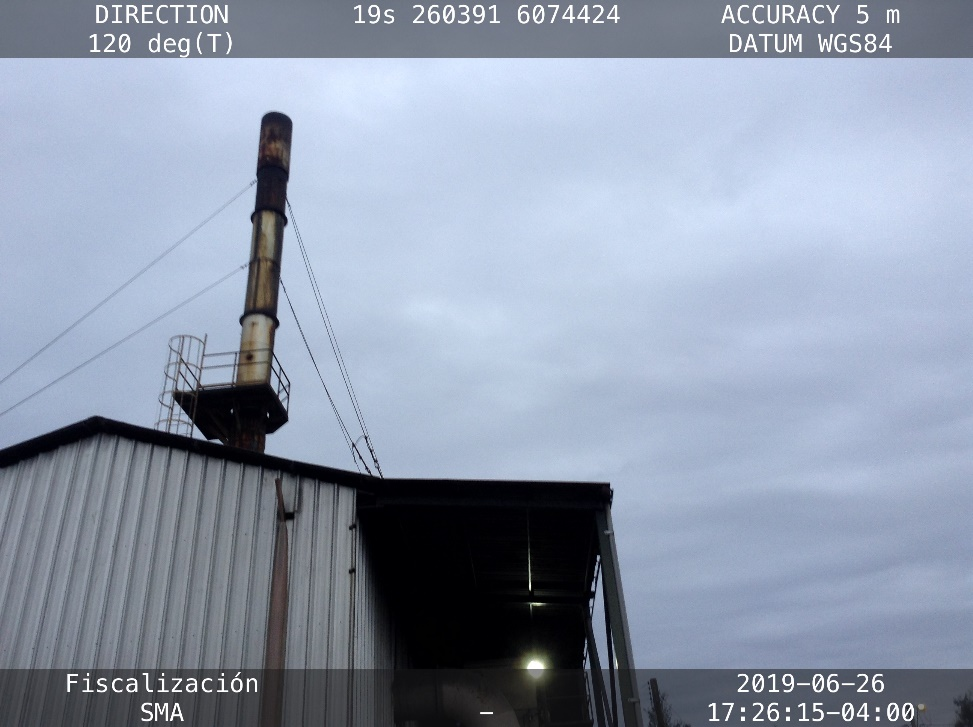 DIRECTION
120 deg(T)
19s 260391 6074424
ACCURACY 5 m
DATUM WGS84
Fiscalización
SMA
–
2019-06-26
17:26:15-04:00